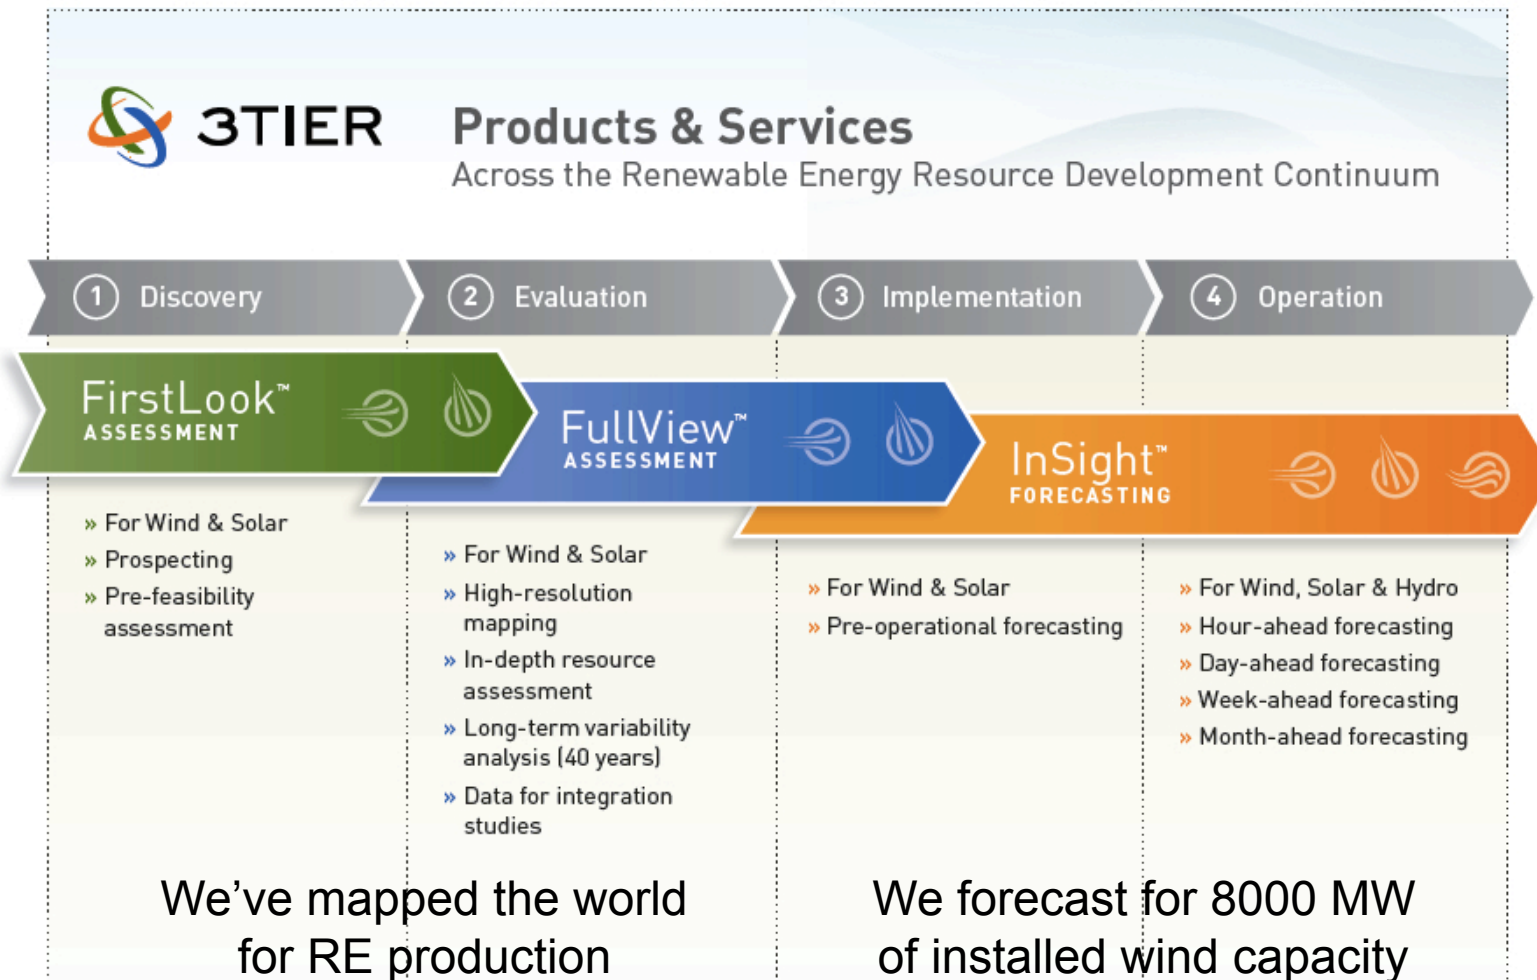 3TIER
Products & Services
Across the Renewable Energy Resource Development Continuum
1 Discovery
2 Evaluation
3 Implementation
4 Operation
FirstLook™
ASSESSMENT
FullView™
ASSESSMENT
InSight™
FORECASTING
» For Wind & Solar
» Prospecting
» Pre-feasibility
assessment
» For Wind & Solar
» High-resolution
mapping
» In-depth resource
assessment
» Long-term variability
analysis (40 years)
» Data for integration
studies
» For Wind & Solar
» Pre-operational forecasting
» For Wind, Solar & Hydro
» Hour-ahead forecasting
» Day-ahead forecasting
» Week-ahead forecasting
» Month-ahead forecasting
We’ve mapped the world
for RE production
We forecast for 8000 MW
of installed wind capacity